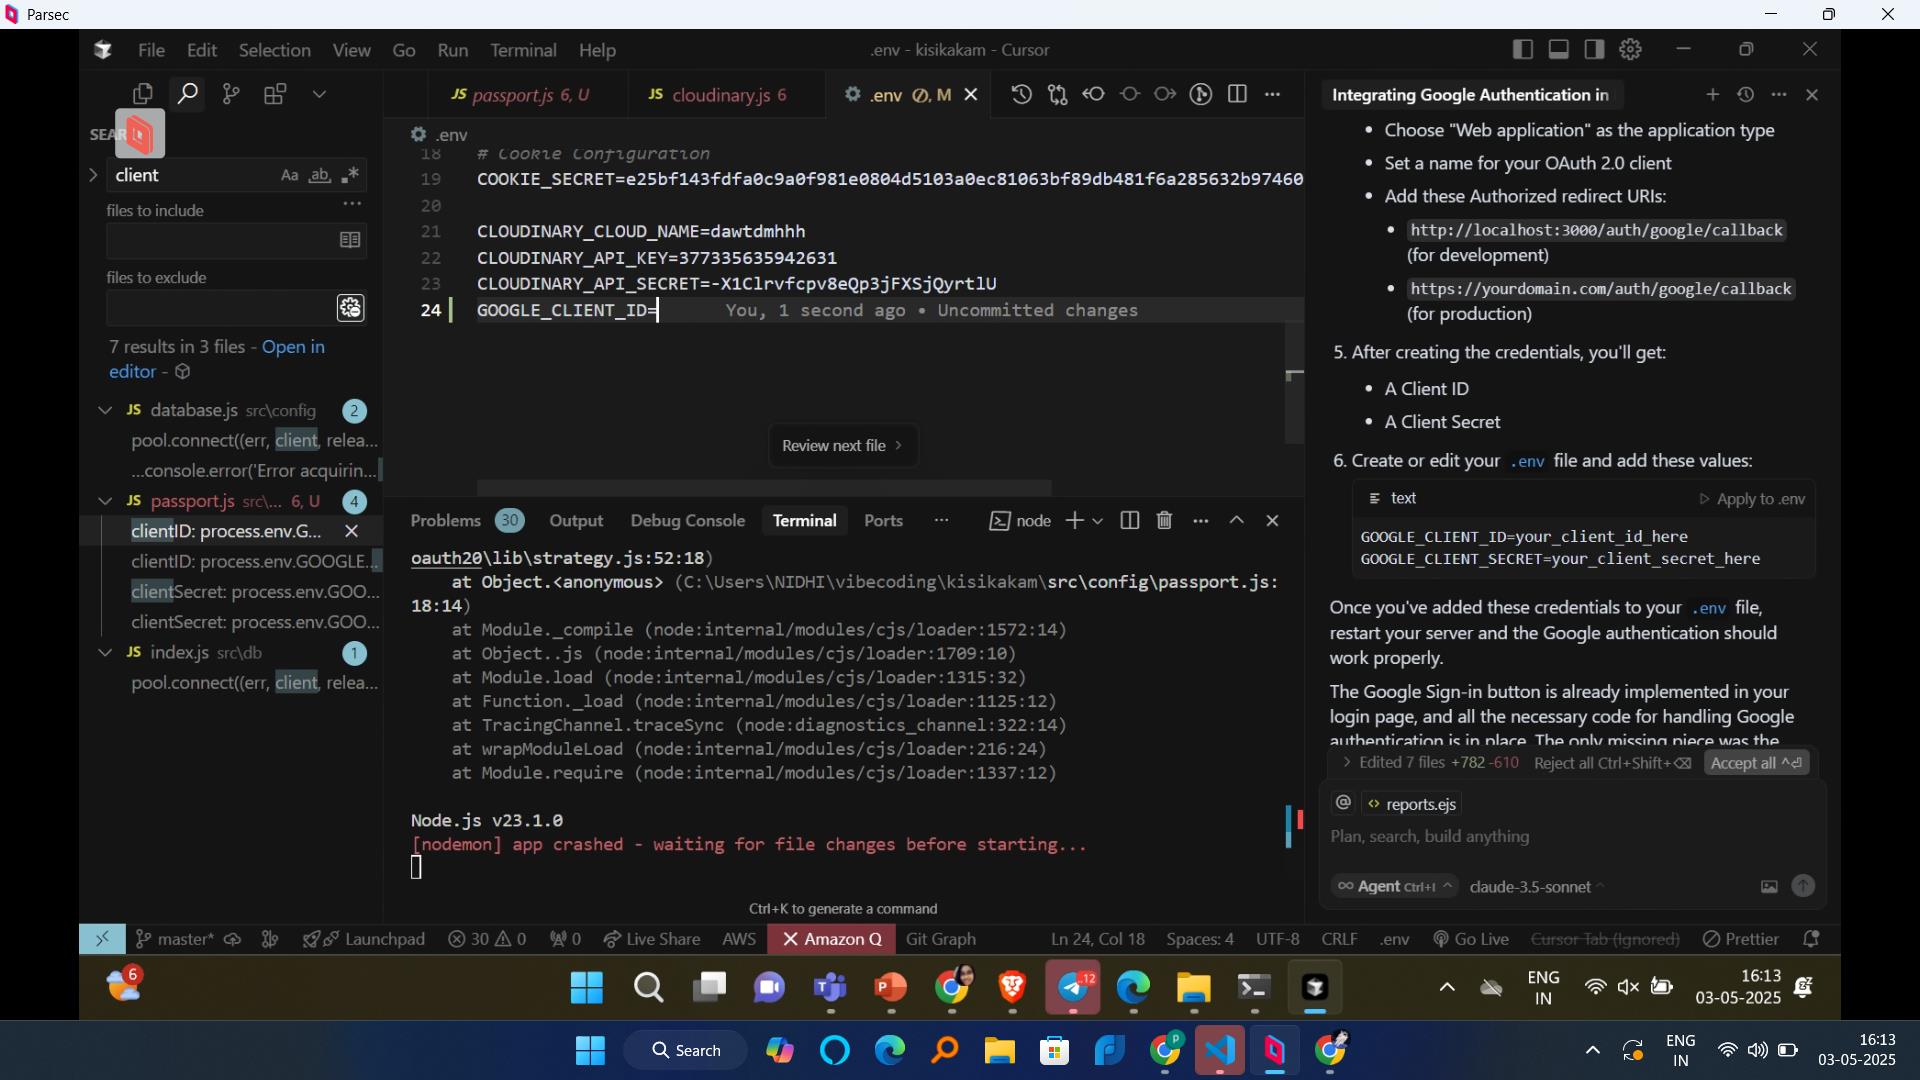 Parsec
File Edit Selection View Go Run Terminal Help
.env - kisikakam - Cursor
JS passport.js 6, U
JS cloudinary.js 6
.env M
Integrating Google Authentication in
SEAR
client
Aa ab
files to include
files to exclude
7 results in 3 files - Open in
editor -
JS database.js src\config 2
pool.connect((err, client, relea...
...console.error('Error acquirin...
JS passport.js src\... 6, U 4
clientID: process.env.G...
clientID: process.env.GOOGLE...
clientSecret: process.env.GOO...
clientSecret: process.env.GOO...
JS index.js src\db 1
pool.connect((err, client, relea...
.env
18 # Cookie Configuration
19 COOKIE_SECRET=e25bf143fdfa0c9a0f981e0804d5103a0ec81063bf89db481f6a285632b97460
20
21 CLOUDINARY_CLOUD_NAME=dawtdmhhh
22 CLOUDINARY_API_KEY=377335635942631
23 CLOUDINARY_API_SECRET=-X1Clrvfcpv8eQp3jFXSjQyrtlU
24 GOOGLE_CLIENT_ID= You, 1 second ago • Uncommitted changes
Review next file >
Problems 30 Output Debug Console Terminal Ports ... node
oauth20\lib\strategy.js:52:18)
at Object.<anonymous> (C:\Users\NIDHI\vibecoding\kisikakam\src\config\passport.js:
18:14)
at Module._compile (node:internal/modules/cjs/loader:1572:14)
at Object..js (node:internal/modules/cjs/loader:1709:10)
at Module.load (node:internal/modules/cjs/loader:1315:32)
at Function._load (node:internal/modules/cjs/loader:1125:12)
at TracingChannel.traceSync (node:diagnostics_channel:322:14)
at wrapModuleLoad (node:internal/modules/cjs/loader:216:24)
at Module.require (node:internal/modules/cjs/loader:1337:12)
Node.js v23.1.0
[nodemon] app crashed - waiting for file changes before starting...
Ctrl+K to generate a command
• Choose "Web application" as the application type
• Set a name for your OAuth 2.0 client
• Add these Authorized redirect URIs:
• http://localhost:3000/auth/google/callback
(for development)
• https://yourdomain.com/auth/google/callback
(for production)
5. After creating the credentials, you'll get:
• A Client ID
• A Client Secret
6. Create or edit your .env file and add these values:
text Apply to .env
GOOGLE_CLIENT_ID=your_client_id_here
GOOGLE_CLIENT_SECRET=your_client_secret_here
Once you've added these credentials to your .env file,
restart your server and the Google authentication should
work properly.
The Google Sign-in button is already implemented in your
login page, and all the necessary code for handling Google
authentication is in place. The only missing piece was the
> Edited 7 files +782 -610 Reject all Ctrl+Shift+⌫ Accept all ^⏎
@ <> reports.ejs
Plan, search, build anything
∞ Agent Ctrl+I ^ claude-3.5-sonnet ^
master* Launchpad 30 0 0 Live Share AWS X Amazon Q Git Graph Ln 24, Col 18 Spaces: 4 UTF-8 CRLF .env Go Live Cursor Tab (Ignored) Prettier
6
12
ENG
IN
16:13
03-05-2025
Search
P
ENG
IN
16:13
03-05-2025